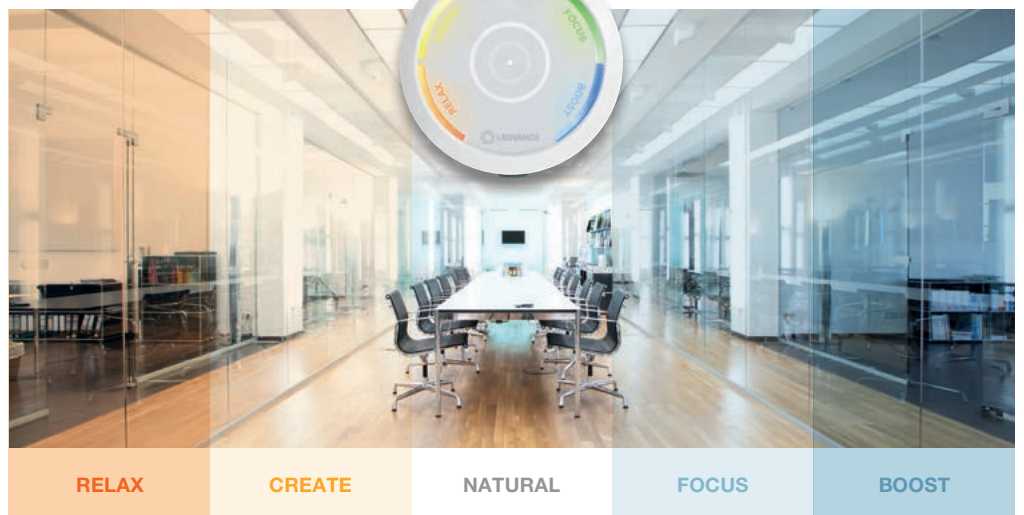 FOCUS
RELAX
BOOST
LEDVANCE
RELAX
CREATE
NATURAL
FOCUS
BOOST